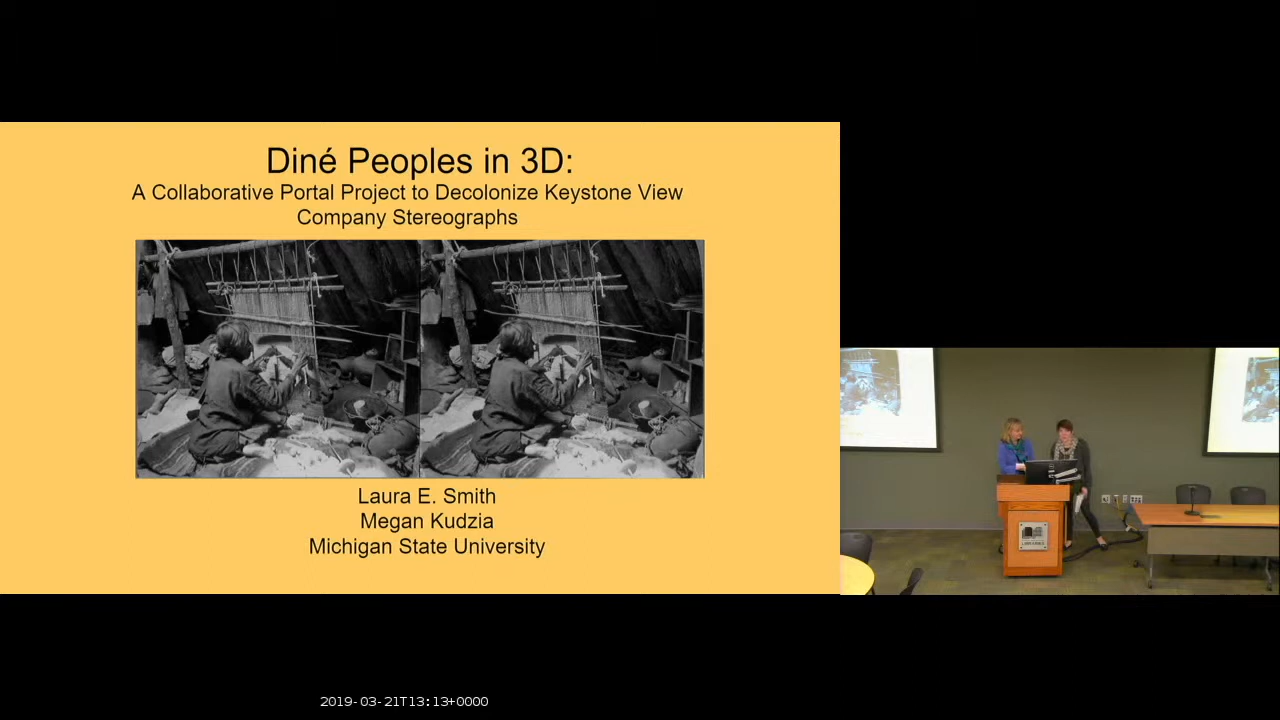 Diné Peoples in 3D:
A Collaborative Portal Project to Decolonize Keystone View
Company Stereographs
Laura E. Smith
Megan Kudzia
Michigan State University
LIBRARIES
2019-03-21T13:13+0000